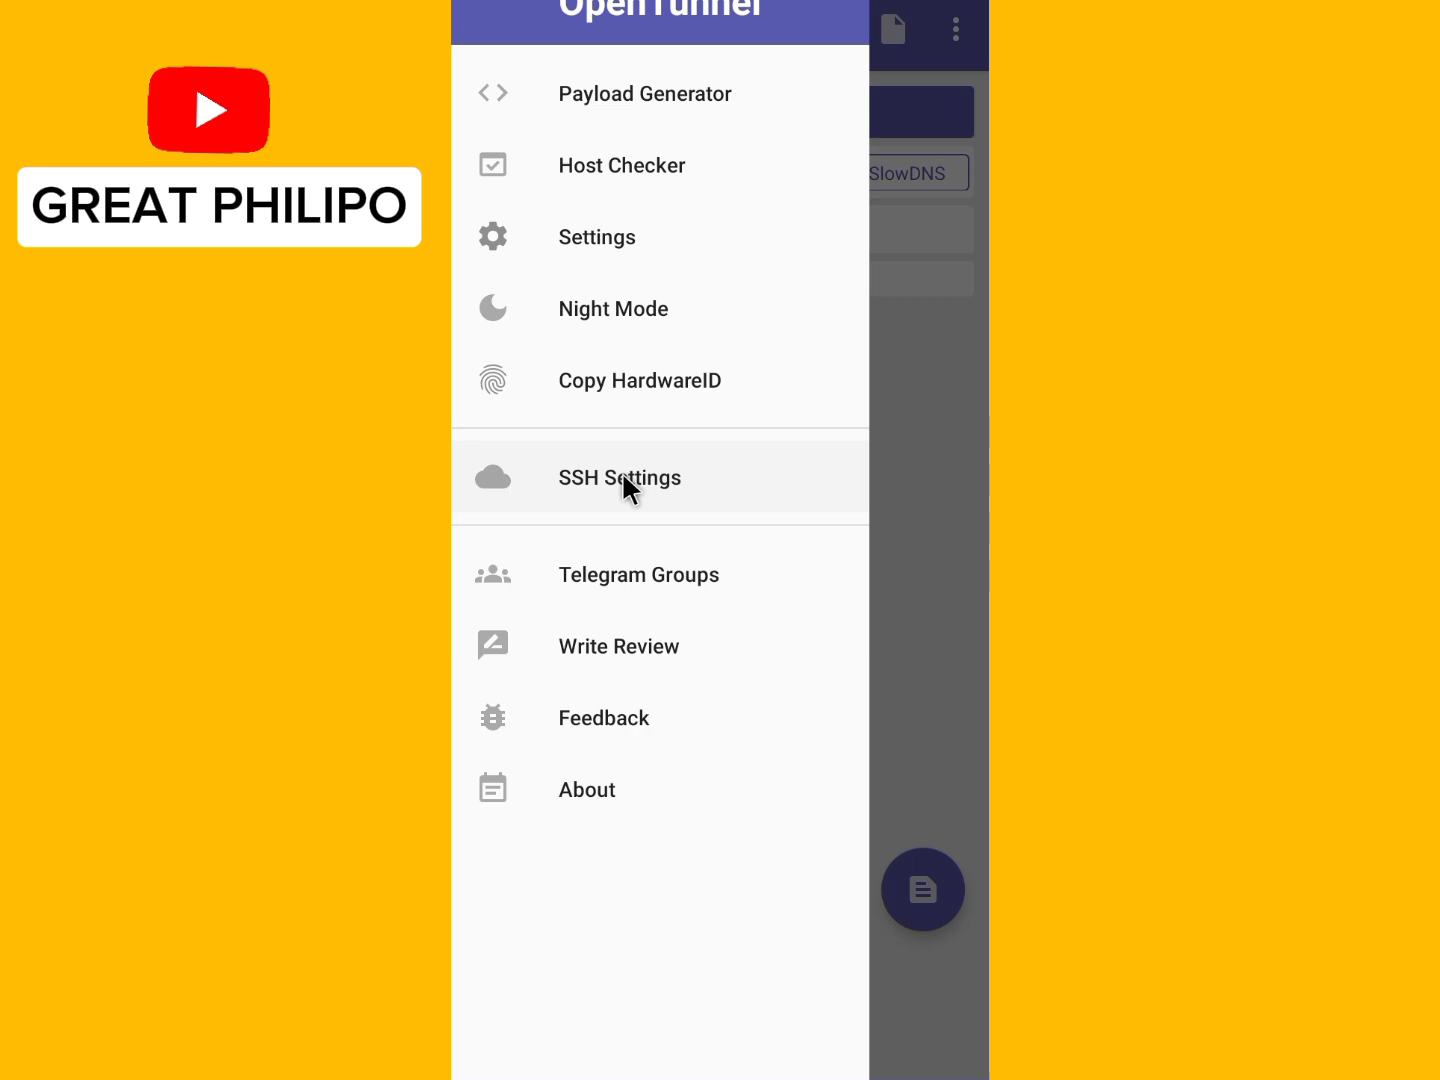 OpenTunnel
GREAT PHILIPO
Payload Generator
Host Checker
SlowDNS
Settings
Night Mode
Copy HardwareID
SSH Settings
Telegram Groups
Write Review
Feedback
About